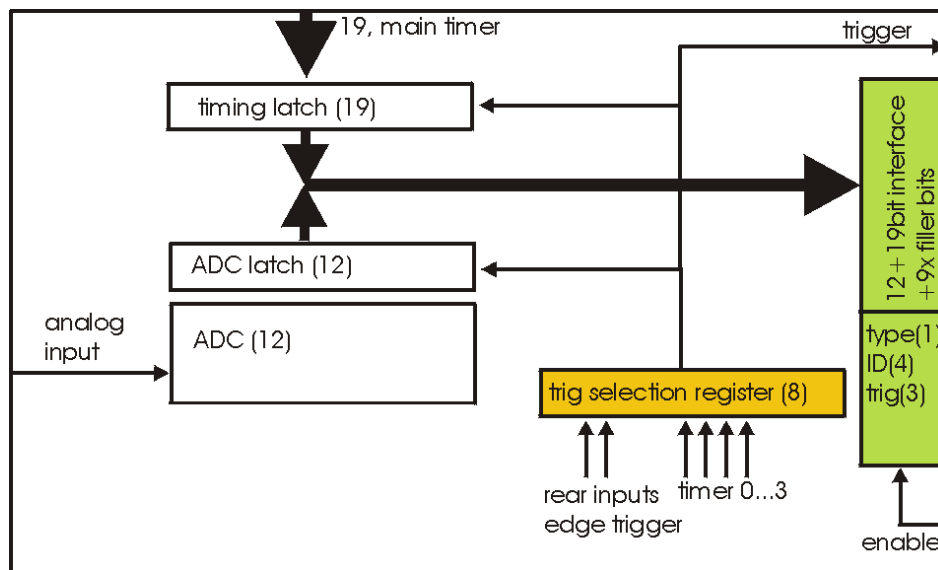 19, main timer
trigger
timing latch (19)
12+19bit interface
+9x filler bits
ADC latch (12)
analog
input
ADC (12)
type(1)
ID(4)
trig(3)
trig selection register (8)
rear inputs
edge trigger
timer 0...3
enable